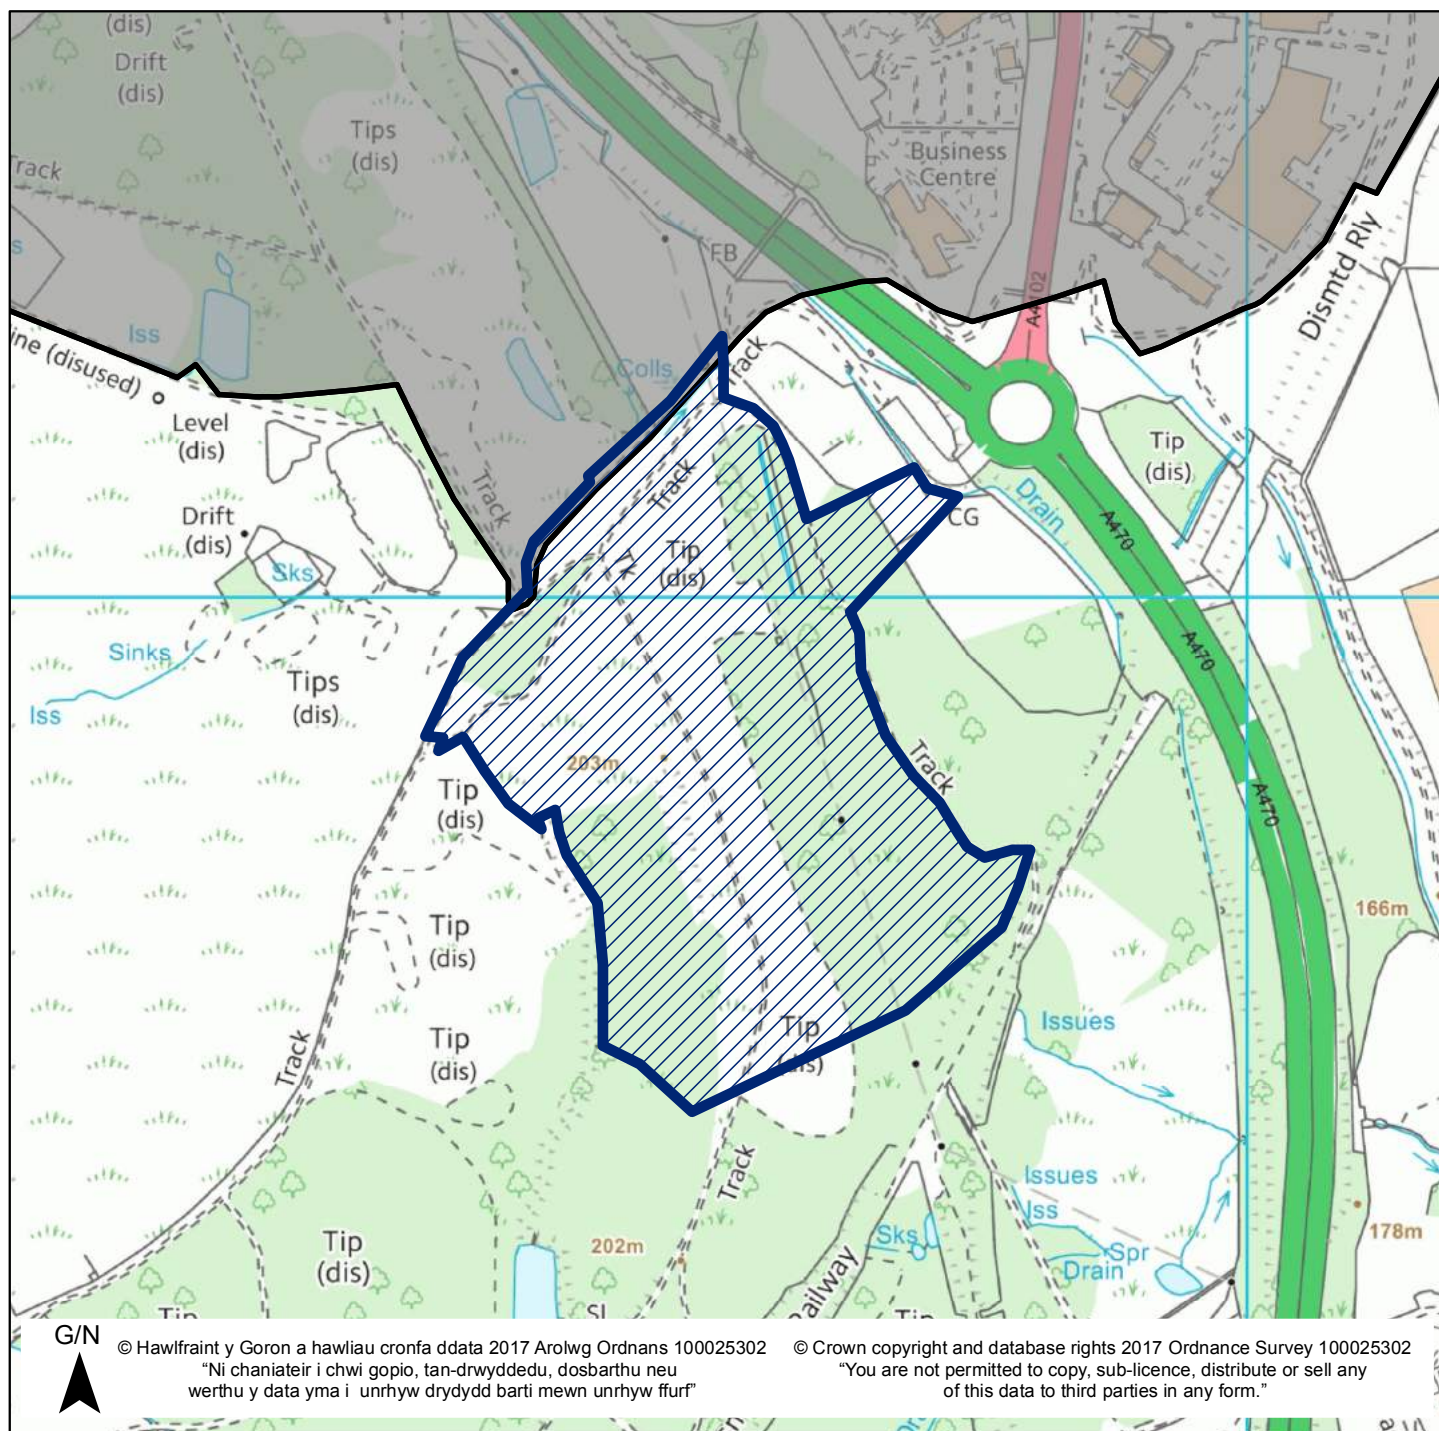 (dis)
Drift
(dis)
Tips
(dis)
Business
Centre
Track
FB
A4102
Dismtd Rly
Iss
ine (disused)
Colls
Track
Level
(dis)
Tip
(dis)
Track
Track
Drift
(dis)
Drain
CG
A470
Tip
(dis)
Sks
Sinks
A470
Tips
(dis)
Iss
203m
Track
Tip
(dis)
A470
166m
Tip
(dis)
Issues
Tip
(dis)
Tip
(dis)
Track
Track
Issues
Iss
178m
Tip
(dis)
202m
Sks
Spr
Drain
Railway
G/N
© Hawlfraint y Goron a hawliau cronfa ddata 2017 Arolwg Ordnans 100025302
“Ni chaniateir i chwi gopio, tan-drwyddedu, dosbarthu neu
werthu y data yma i unrhyw drydydd barti mewn unrhyw ffurf”
© Crown copyright and database rights 2017 Ordnance Survey 100025302
“You are not permitted to copy, sub-licence, distribute or sell any
of this data to third parties in any form.”